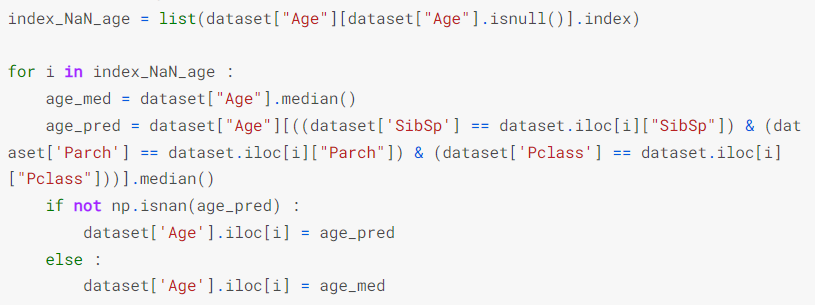 index_NaN_age = list(dataset["Age"][dataset["Age"].isnull()].index)

for i in index_NaN_age :
    age_med = dataset["Age"].median()
    age_pred = dataset["Age"][((dataset['SibSp'] == dataset.iloc[i]["SibSp"]) & (dat
aset['Parch'] == dataset.iloc[i]["Parch"]) & (dataset['Pclass'] == dataset.iloc[i]
["Pclass"]))].median()
    if not np.isnan(age_pred) :
        dataset['Age'].iloc[i] = age_pred
    else :
        dataset['Age'].iloc[i] = age_med